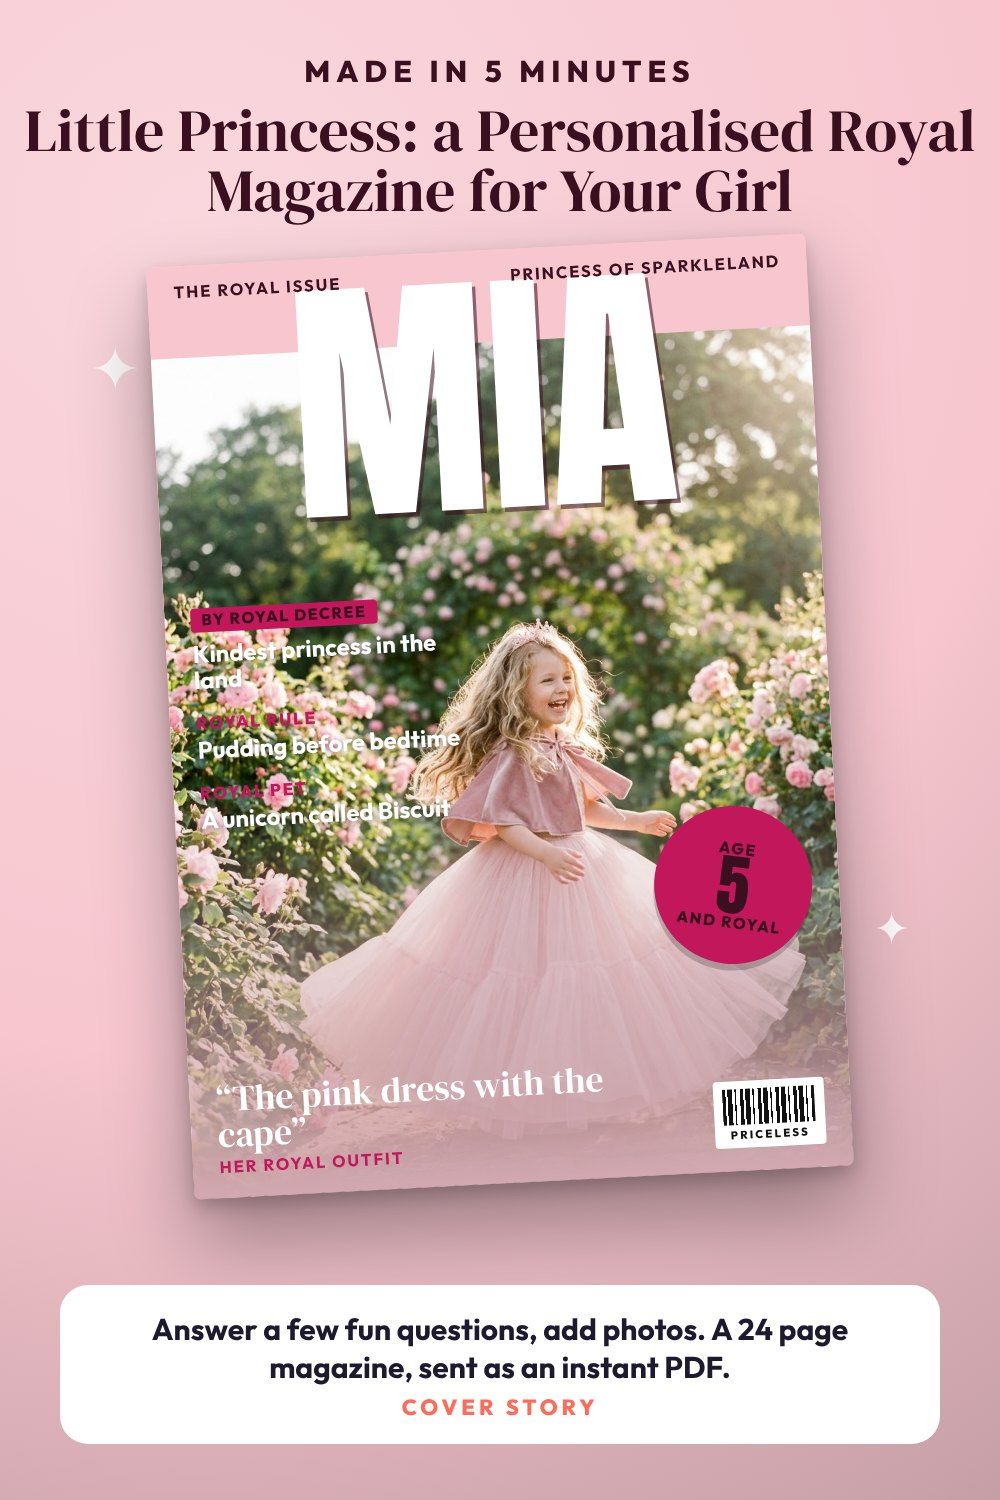 MADE IN 5 MINUTES
Little Princess: a Personalised Royal
Magazine for Your Girl
THE ROYAL ISSUE
PRINCESS OF SPARKLELAND
MIA
BY ROYAL DECREE
Kindest princess in the
land
ROYAL RULE
Pudding before bedtime
ROYAL PET
A unicorn called Biscuit
AGE
5
AND ROYAL
“The pink dress with the
cape”
HER ROYAL OUTFIT
PRICELESS
Answer a few fun questions, add photos. A 24 page
magazine, sent as an instant PDF.
COVER STORY